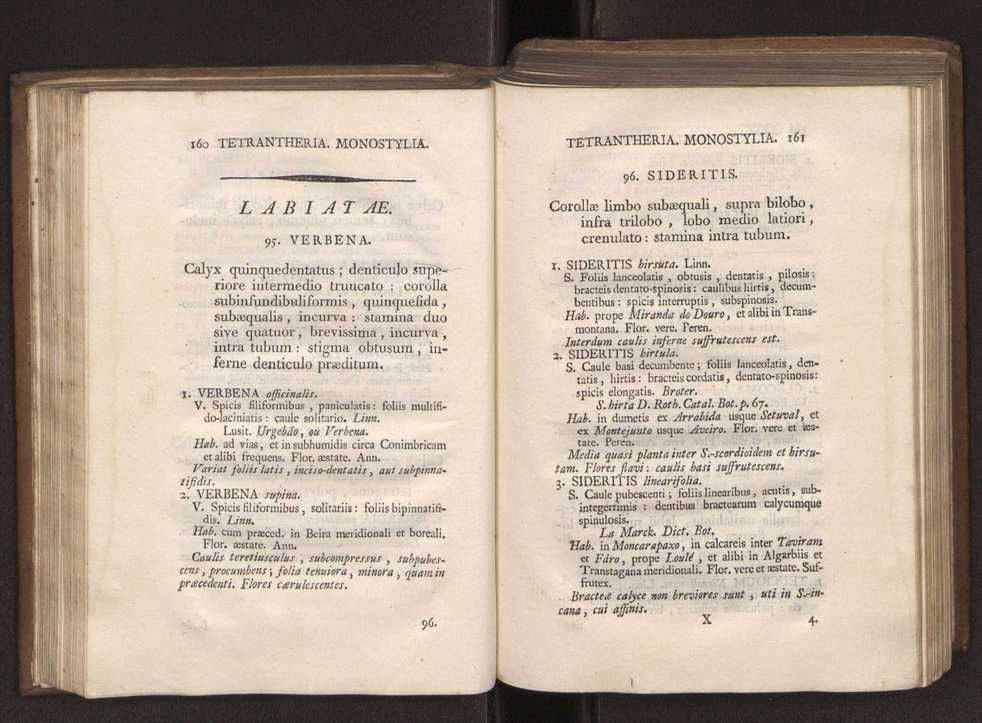 160 TETRANTHERIA. MONOSTYLIA.
LABIATÆ.
95. VERBENA.
Calyx quinquedentatus ; denticulo supe-
riore intermedio truncato : corolla
subinfundibuliformis , quinquefida ,
subæqualis , incurva : stamina duo
sive quatuor , brevissima , incurva ,
intra tubum : stigma obtusum , in-
ferne denticulo præditum.
1. VERBENA officinalis.
V. Spicis filiformibus , paniculatis : foliis multifi-
do-laciniatis : caule solitario. Linn.
Lusit. Urgebão, ou Verbena.
Hab. ad vias , et in subhumidis circa Conimbricam
et alibi frequens. Flor. æstate. Ann.
Variat foliis latis , inciso-dentatis , aut subpinna-
tifidis.
2. VERBENA supina.
V. Spicis filiformibus , solitariis : foliis bipinnatifi-
dis. Linn.
Hab. cum præced. in Beira meridionali et boreali.
Flor. æstate. Ann.
Caulis teretiusculus , subcompressus , subpubes-
cens , procumbens ; folia tenuiora , minora , quam in
præcedenti. Flores cærulescentes.
96.
TETRANTHERIA. MONOSTYLIA. 161
96. SIDERITIS.
Corollæ limbo subæquali , supra bilobo ,
infra trilobo , lobo medio latiori ,
crenulato : stamina intra tubum.
1. SIDERITIS hirsuta. Linn.
S. Foliis lanceolatis , obtusis , dentatis , pilosis :
bracteis dentato-spinosis : caulibus hirtis , decum-
bentibus : spicis interruptis , subspinosis.
Hab. prope Miranda do Douro , et alibi in Trans-
montana. Flor. vere. Peren.
Interdum caulis inferne suffrutescens est.
2. SIDERITIS hirtula.
S. Caule basi decumbente ; foliis lanceolatis , den-
tatis , hirtis : bracteis cordatis , dentato-spinosis :
spicis elongatis. Broter.
S. hirta D. Roth. Catal. Bot. p. 67.
Hab. in dumetis ex Arrabida usque Setuval , et
ex Montejunto usque Aveiro. Flor. vere et æs-
tate. Peren.
Media quasi planta inter S.-scordioidem et hirsu-
tam. Flores flavi : caulis basi suffrutescens.
3. SIDERITIS linearifolia.
S. Caule pubescenti ; foliis linearibus , acutis , sub-
integerrimis : dentibus bractearum calycumque
spinulosis.
La Marck. Dict. Bot.
Hab. in Moncarapaxo , in calcareis inter Taviram
et Fáro , prope Loulé , et alibi in Algarbiis et
Transtagana meridionali. Flor. vere et æstate. Suf-
frutex.
Bracteæ calyce non breviores sunt , uti in S.-in-
cana , cui affinis.
X 4.